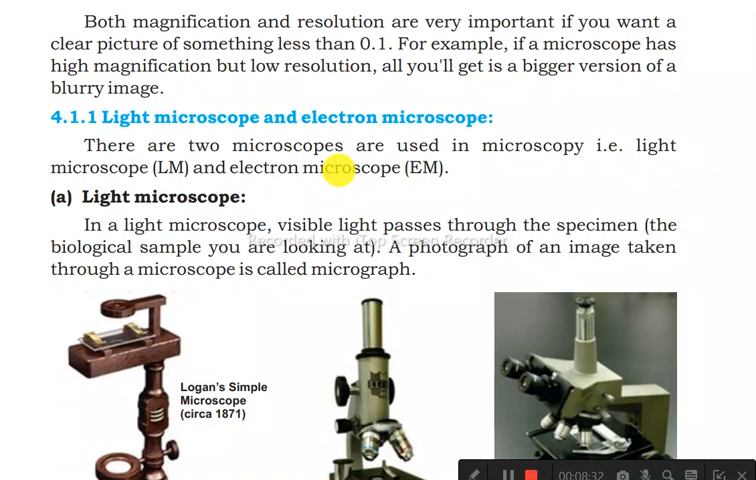 Both magnification and resolution are very important if you want a
clear picture of something less than 0.1. For example, if a microscope has
high magnification but low resolution, all you'll get is a bigger version of a
blurry image.
4.1.1 Light microscope and electron microscope:
There are two microscopes are used in microscopy i.e. light
microscope (LM) and electron microscope (EM).
(a) Light microscope:
In a light microscope, visible light passes through the specimen (the
Recorded with iTop Screen Recorder
biological sample you are looking at). A photograph of an image taken
through a microscope is called micrograph.
Logan's Simple
Microscope
(circa 1871)
00:08:32